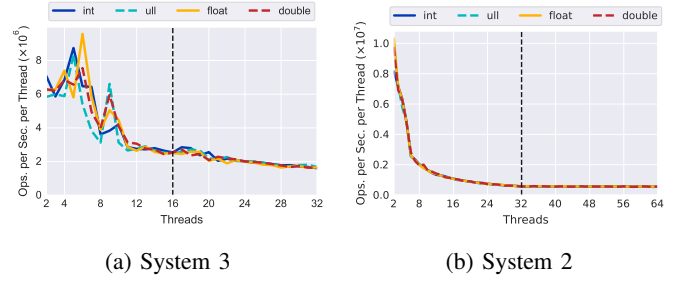 int ull float double
Ops. per Sec. per Thread (×10⁶)
8
6
4
2
0
2 4 8 12 16 20 24 28 32
Threads
(a) System 3
int ull float double
Ops. per Sec. per Thread (×10⁷)
1.0
0.8
0.6
0.4
0.2
0.0
2 8 16 24 32 40 48 56 64
Threads
(b) System 2